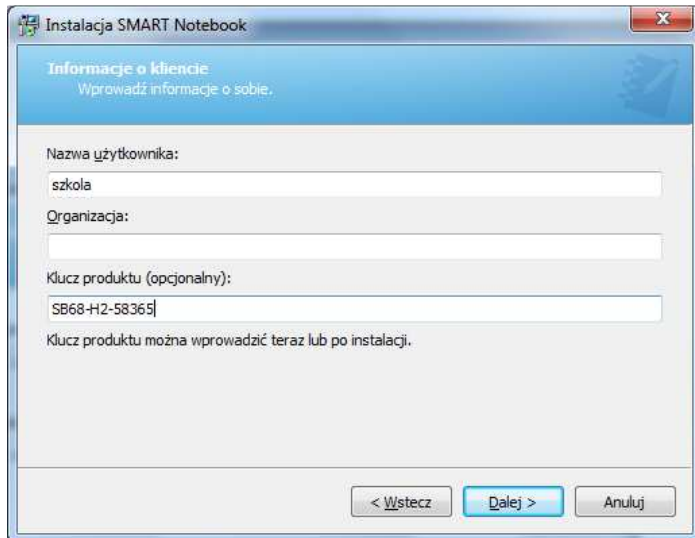 Instalacja SMART Notebook
Informacje o kliencie
Wprowadź informacje o sobie.
Nazwa użytkownika:
szkola
Organizacja:
Klucz produktu (opcjonalny):
SB68-H2-58365
Klucz produktu można wprowadzić teraz lub po instalacji.
< Wstecz Dalej > Anuluj